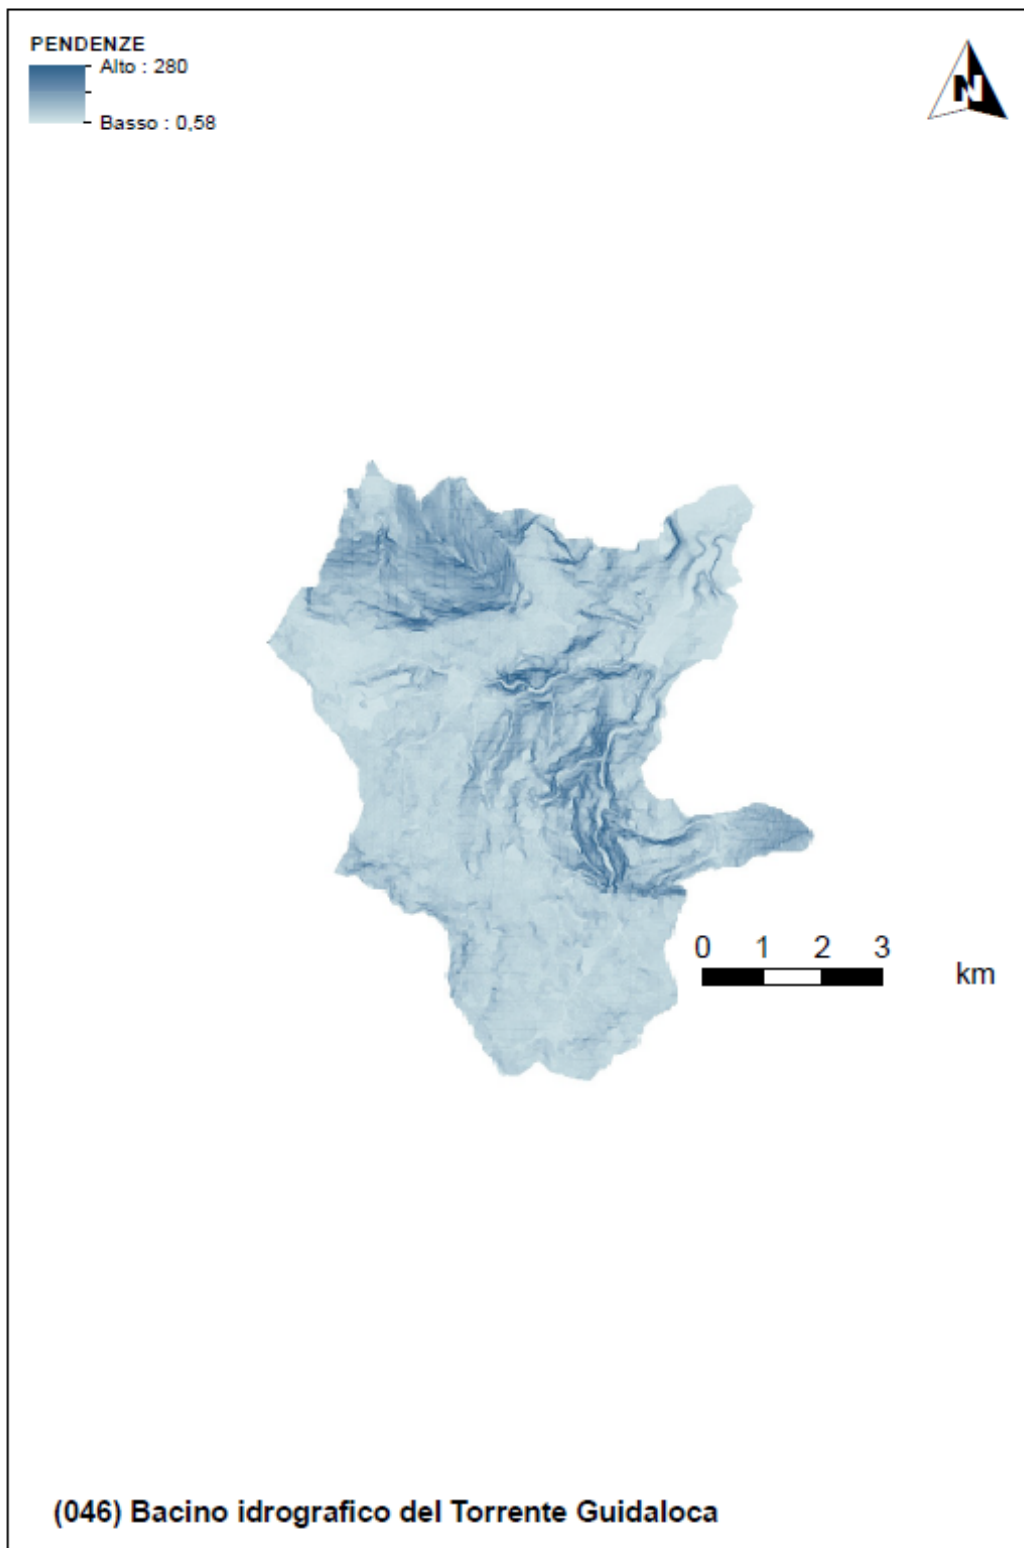 PENDENZE
Alto : 280
Basso : 0,58
N
0 1 2 3
km
(046) Bacino idrografico del Torrente Guidaloca